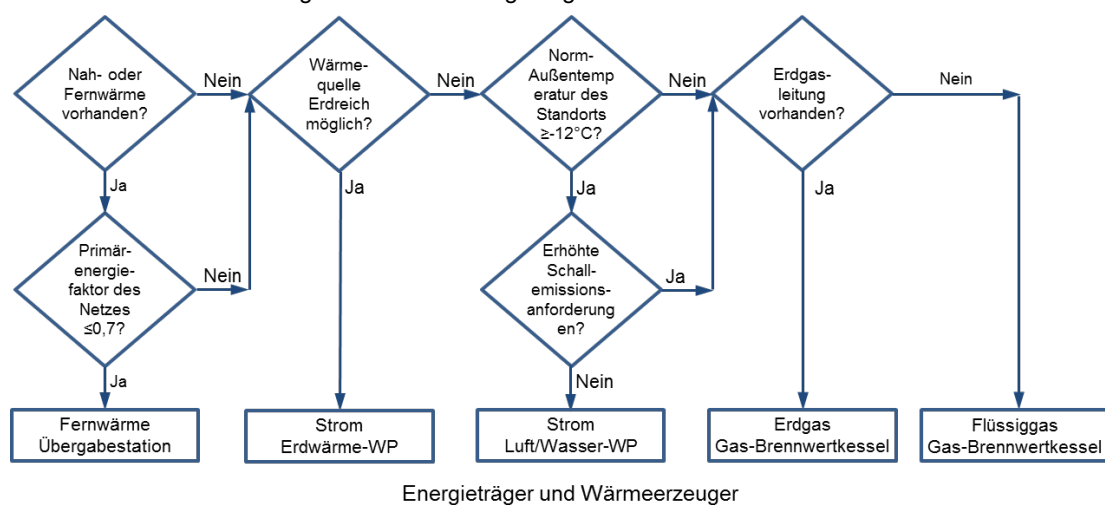 Nah- oder
Fernwärme
vorhanden?
Nein
Wärme-
quelle
Erdreich
möglich?
Nein
Norm-
Außentemp
eratur des
Standorts
≥-12°C?
Nein
Erdgas-
leitung
vorhanden?
Nein
Ja
Ja
Ja
Ja
Primär-
energie-
faktor des
Netzes
≤0,7?
Nein
Erhöhte
Schall-
emissions-
anforderung
en?
Ja
Ja
Nein
Fernwärme
Übergabestation
Strom
Erdwärme-WP
Strom
Luft/Wasser-WP
Erdgas
Gas-Brennwertkessel
Flüssiggas
Gas-Brennwertkessel
Energieträger und Wärmeerzeuger